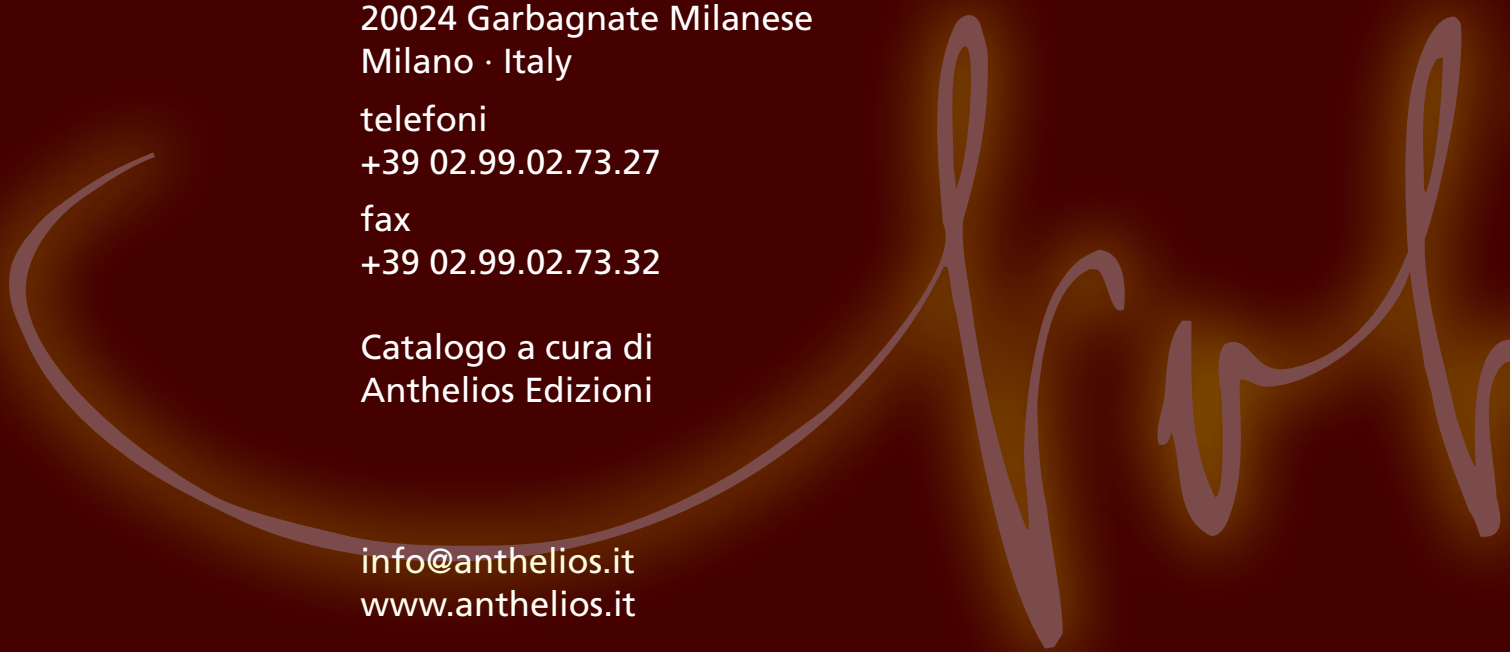 20024 Garbagnate Milanese
Milano · Italy
telefoni
+39 02.99.02.73.27
fax
+39 02.99.02.73.32
Catalogo a cura di
Anthelios Edizioni
info@anthelios.it
www.anthelios.it